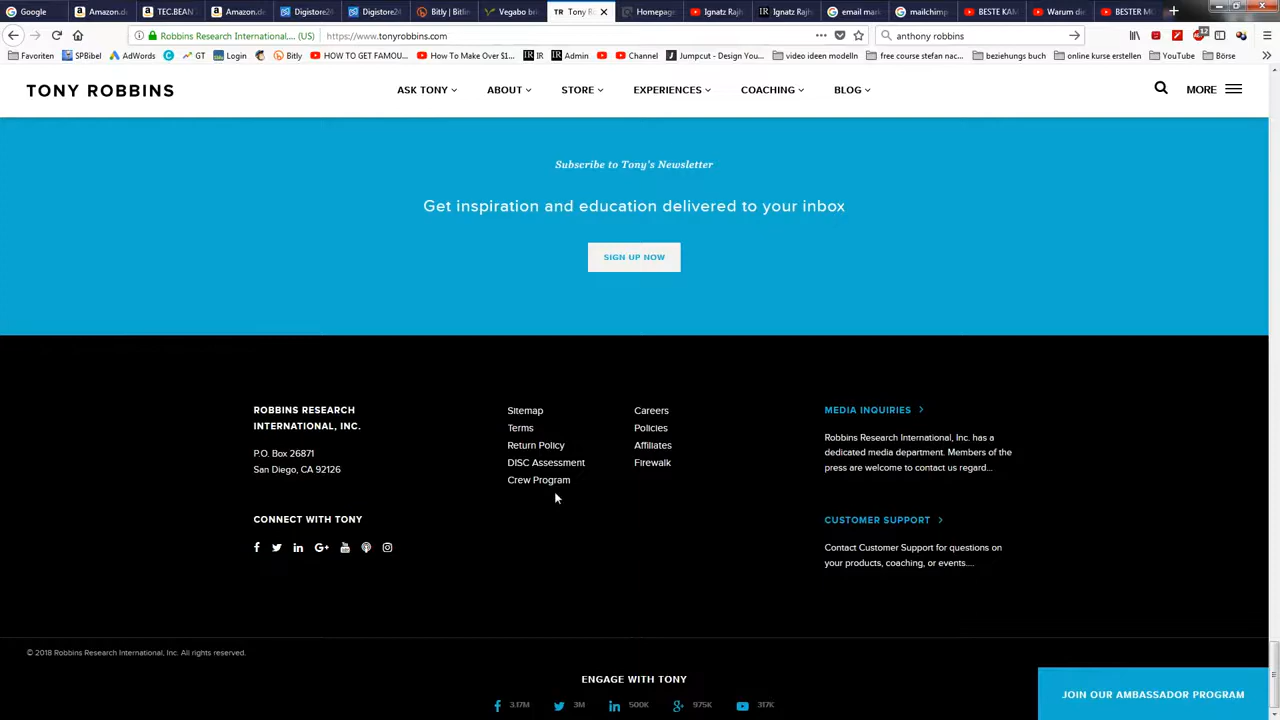 Google
Amazon.de
TEC.BEAN
Amazon.de
Digistore24
Digistore24
Bitly | Bitlin
Vegabo bri
Tony R
Homepage
Ignatz Rajh
Ignatz Rajh
email mark
mailchimp
BESTE KAM
Warum die
BESTER MO
Robbins Research International,... (US)
https://www.tonyrobbins.com
anthony robbins
12
Favoriten
SPBibel
AdWords
GT
Login
Bitly
HOW TO GET FAMOU...
How To Make Over $1...
IR
Admin
Channel
Jumpcut - Design You...
video ideen modelln
free course stefan nac...
beziehungs buch
online kurse erstellen
YouTube
Börse
TONY ROBBINS
ASK TONY
ABOUT
STORE
EXPERIENCES
COACHING
BLOG
MORE
Subscribe to Tony's Newsletter
Get inspiration and education delivered to your inbox
SIGN UP NOW
ROBBINS RESEARCH
INTERNATIONAL, INC.
P.O. Box 26871
San Diego, CA 92126
CONNECT WITH TONY
Sitemap
Terms
Return Policy
DISC Assessment
Crew Program
Careers
Policies
Affiliates
Firewalk
MEDIA INQUIRIES
Robbins Research International, Inc. has a
dedicated media department. Members of the
press are welcome to contact us regard...
CUSTOMER SUPPORT
Contact Customer Support for questions on
your products, coaching, or events....
© 2018 Robbins Research International, Inc. All rights reserved.
ENGAGE WITH TONY
3.17M
3M
500K
975K
317K
JOIN OUR AMBASSADOR PROGRAM